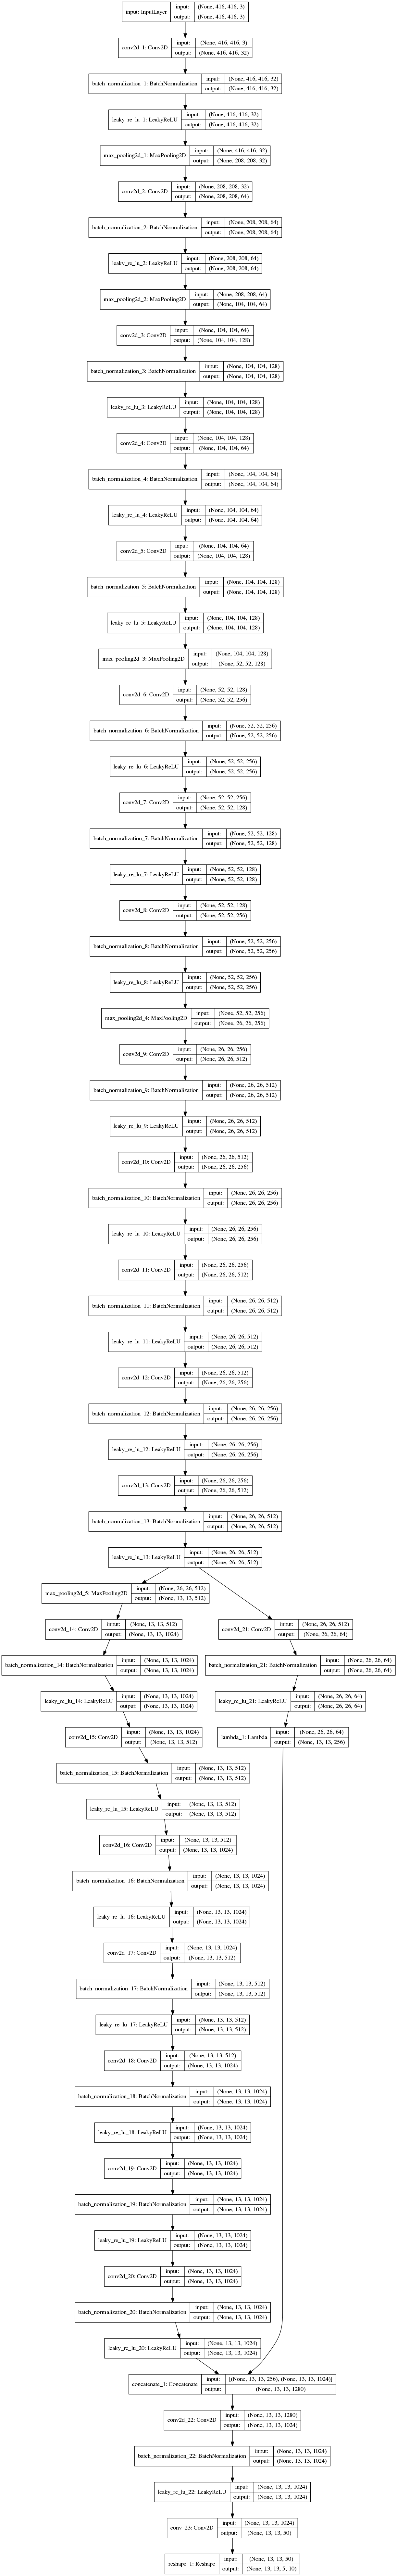 input: InputLayer input: (None, 416, 416, 3)
output: (None, 416, 416, 3)
conv2d_1: Conv2D input: (None, 416, 416, 3)
output: (None, 416, 416, 32)
batch_normalization_1: BatchNormalization input: (None, 416, 416, 32)
output: (None, 416, 416, 32)
leaky_re_lu_1: LeakyReLU input: (None, 416, 416, 32)
output: (None, 416, 416, 32)
max_pooling2d_1: MaxPooling2D input: (None, 416, 416, 32)
output: (None, 208, 208, 32)
conv2d_2: Conv2D input: (None, 208, 208, 32)
output: (None, 208, 208, 64)
batch_normalization_2: BatchNormalization input: (None, 208, 208, 64)
output: (None, 208, 208, 64)
leaky_re_lu_2: LeakyReLU input: (None, 208, 208, 64)
output: (None, 208, 208, 64)
max_pooling2d_2: MaxPooling2D input: (None, 208, 208, 64)
output: (None, 104, 104, 64)
conv2d_3: Conv2D input: (None, 104, 104, 64)
output: (None, 104, 104, 128)
batch_normalization_3: BatchNormalization input: (None, 104, 104, 128)
output: (None, 104, 104, 128)
leaky_re_lu_3: LeakyReLU input: (None, 104, 104, 128)
output: (None, 104, 104, 128)
conv2d_4: Conv2D input: (None, 104, 104, 128)
output: (None, 104, 104, 64)
batch_normalization_4: BatchNormalization input: (None, 104, 104, 64)
output: (None, 104, 104, 64)
leaky_re_lu_4: LeakyReLU input: (None, 104, 104, 64)
output: (None, 104, 104, 64)
conv2d_5: Conv2D input: (None, 104, 104, 64)
output: (None, 104, 104, 128)
batch_normalization_5: BatchNormalization input: (None, 104, 104, 128)
output: (None, 104, 104, 128)
leaky_re_lu_5: LeakyReLU input: (None, 104, 104, 128)
output: (None, 104, 104, 128)
max_pooling2d_3: MaxPooling2D input: (None, 104, 104, 128)
output: (None, 52, 52, 128)
conv2d_6: Conv2D input: (None, 52, 52, 128)
output: (None, 52, 52, 256)
batch_normalization_6: BatchNormalization input: (None, 52, 52, 256)
output: (None, 52, 52, 256)
leaky_re_lu_6: LeakyReLU input: (None, 52, 52, 256)
output: (None, 52, 52, 256)
conv2d_7: Conv2D input: (None, 52, 52, 256)
output: (None, 52, 52, 128)
batch_normalization_7: BatchNormalization input: (None, 52, 52, 128)
output: (None, 52, 52, 128)
leaky_re_lu_7: LeakyReLU input: (None, 52, 52, 128)
output: (None, 52, 52, 128)
conv2d_8: Conv2D input: (None, 52, 52, 128)
output: (None, 52, 52, 256)
batch_normalization_8: BatchNormalization input: (None, 52, 52, 256)
output: (None, 52, 52, 256)
leaky_re_lu_8: LeakyReLU input: (None, 52, 52, 256)
output: (None, 52, 52, 256)
max_pooling2d_4: MaxPooling2D input: (None, 52, 52, 256)
output: (None, 26, 26, 256)
conv2d_9: Conv2D input: (None, 26, 26, 256)
output: (None, 26, 26, 512)
batch_normalization_9: BatchNormalization input: (None, 26, 26, 512)
output: (None, 26, 26, 512)
leaky_re_lu_9: LeakyReLU input: (None, 26, 26, 512)
output: (None, 26, 26, 512)
conv2d_10: Conv2D input: (None, 26, 26, 512)
output: (None, 26, 26, 256)
batch_normalization_10: BatchNormalization input: (None, 26, 26, 256)
output: (None, 26, 26, 256)
leaky_re_lu_10: LeakyReLU input: (None, 26, 26, 256)
output: (None, 26, 26, 256)
conv2d_11: Conv2D input: (None, 26, 26, 256)
output: (None, 26, 26, 512)
batch_normalization_11: BatchNormalization input: (None, 26, 26, 512)
output: (None, 26, 26, 512)
leaky_re_lu_11: LeakyReLU input: (None, 26, 26, 512)
output: (None, 26, 26, 512)
conv2d_12: Conv2D input: (None, 26, 26, 512)
output: (None, 26, 26, 256)
batch_normalization_12: BatchNormalization input: (None, 26, 26, 256)
output: (None, 26, 26, 256)
leaky_re_lu_12: LeakyReLU input: (None, 26, 26, 256)
output: (None, 26, 26, 256)
conv2d_13: Conv2D input: (None, 26, 26, 256)
output: (None, 26, 26, 512)
batch_normalization_13: BatchNormalization input: (None, 26, 26, 512)
output: (None, 26, 26, 512)
leaky_re_lu_13: LeakyReLU input: (None, 26, 26, 512)
output: (None, 26, 26, 512)
max_pooling2d_5: MaxPooling2D input: (None, 26, 26, 512)
output: (None, 13, 13, 512)
conv2d_14: Conv2D input: (None, 13, 13, 512)
output: (None, 13, 13, 1024)
conv2d_21: Conv2D input: (None, 26, 26, 512)
output: (None, 26, 26, 64)
batch_normalization_14: BatchNormalization input: (None, 13, 13, 1024)
output: (None, 13, 13, 1024)
batch_normalization_21: BatchNormalization input: (None, 26, 26, 64)
output: (None, 26, 26, 64)
leaky_re_lu_14: LeakyReLU input: (None, 13, 13, 1024)
output: (None, 13, 13, 1024)
leaky_re_lu_21: LeakyReLU input: (None, 26, 26, 64)
output: (None, 26, 26, 64)
conv2d_15: Conv2D input: (None, 13, 13, 1024)
output: (None, 13, 13, 512)
lambda_1: Lambda input: (None, 26, 26, 64)
output: (None, 13, 13, 256)
batch_normalization_15: BatchNormalization input: (None, 13, 13, 512)
output: (None, 13, 13, 512)
leaky_re_lu_15: LeakyReLU input: (None, 13, 13, 512)
output: (None, 13, 13, 512)
conv2d_16: Conv2D input: (None, 13, 13, 512)
output: (None, 13, 13, 1024)
batch_normalization_16: BatchNormalization input: (None, 13, 13, 1024)
output: (None, 13, 13, 1024)
leaky_re_lu_16: LeakyReLU input: (None, 13, 13, 1024)
output: (None, 13, 13, 1024)
conv2d_17: Conv2D input: (None, 13, 13, 1024)
output: (None, 13, 13, 512)
batch_normalization_17: BatchNormalization input: (None, 13, 13, 512)
output: (None, 13, 13, 512)
leaky_re_lu_17: LeakyReLU input: (None, 13, 13, 512)
output: (None, 13, 13, 512)
conv2d_18: Conv2D input: (None, 13, 13, 512)
output: (None, 13, 13, 1024)
batch_normalization_18: BatchNormalization input: (None, 13, 13, 1024)
output: (None, 13, 13, 1024)
leaky_re_lu_18: LeakyReLU input: (None, 13, 13, 1024)
output: (None, 13, 13, 1024)
conv2d_19: Conv2D input: (None, 13, 13, 1024)
output: (None, 13, 13, 1024)
batch_normalization_19: BatchNormalization input: (None, 13, 13, 1024)
output: (None, 13, 13, 1024)
leaky_re_lu_19: LeakyReLU input: (None, 13, 13, 1024)
output: (None, 13, 13, 1024)
conv2d_20: Conv2D input: (None, 13, 13, 1024)
output: (None, 13, 13, 1024)
batch_normalization_20: BatchNormalization input: (None, 13, 13, 1024)
output: (None, 13, 13, 1024)
leaky_re_lu_20: LeakyReLU input: (None, 13, 13, 1024)
output: (None, 13, 13, 1024)
concatenate_1: Concatenate input: [(None, 13, 13, 256), (None, 13, 13, 1024)]
output: (None, 13, 13, 1280)
conv2d_22: Conv2D input: (None, 13, 13, 1280)
output: (None, 13, 13, 1024)
batch_normalization_22: BatchNormalization input: (None, 13, 13, 1024)
output: (None, 13, 13, 1024)
leaky_re_lu_22: LeakyReLU input: (None, 13, 13, 1024)
output: (None, 13, 13, 1024)
conv_23: Conv2D input: (None, 13, 13, 1024)
output: (None, 13, 13, 50)
reshape_1: Reshape input: (None, 13, 13, 50)
output: (None, 13, 13, 5, 10)